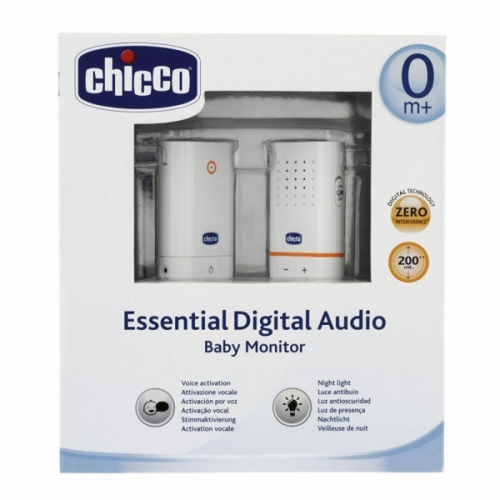 chicco
0
m+
DIGITAL TECHNOLOGY
ZERO
INTERFERENCE*
200**
mt.
chicco
chicco
- +
Essential Digital Audio
Baby Monitor
Voice activation
Attivazione vocale
Activación por voz
Activação vocal
Stimmaktivierung
Activation vocale
Night light
Luce antibuio
Luz antioscuridad
Luz de presença
Nachtlicht
Veilleuse de nuit